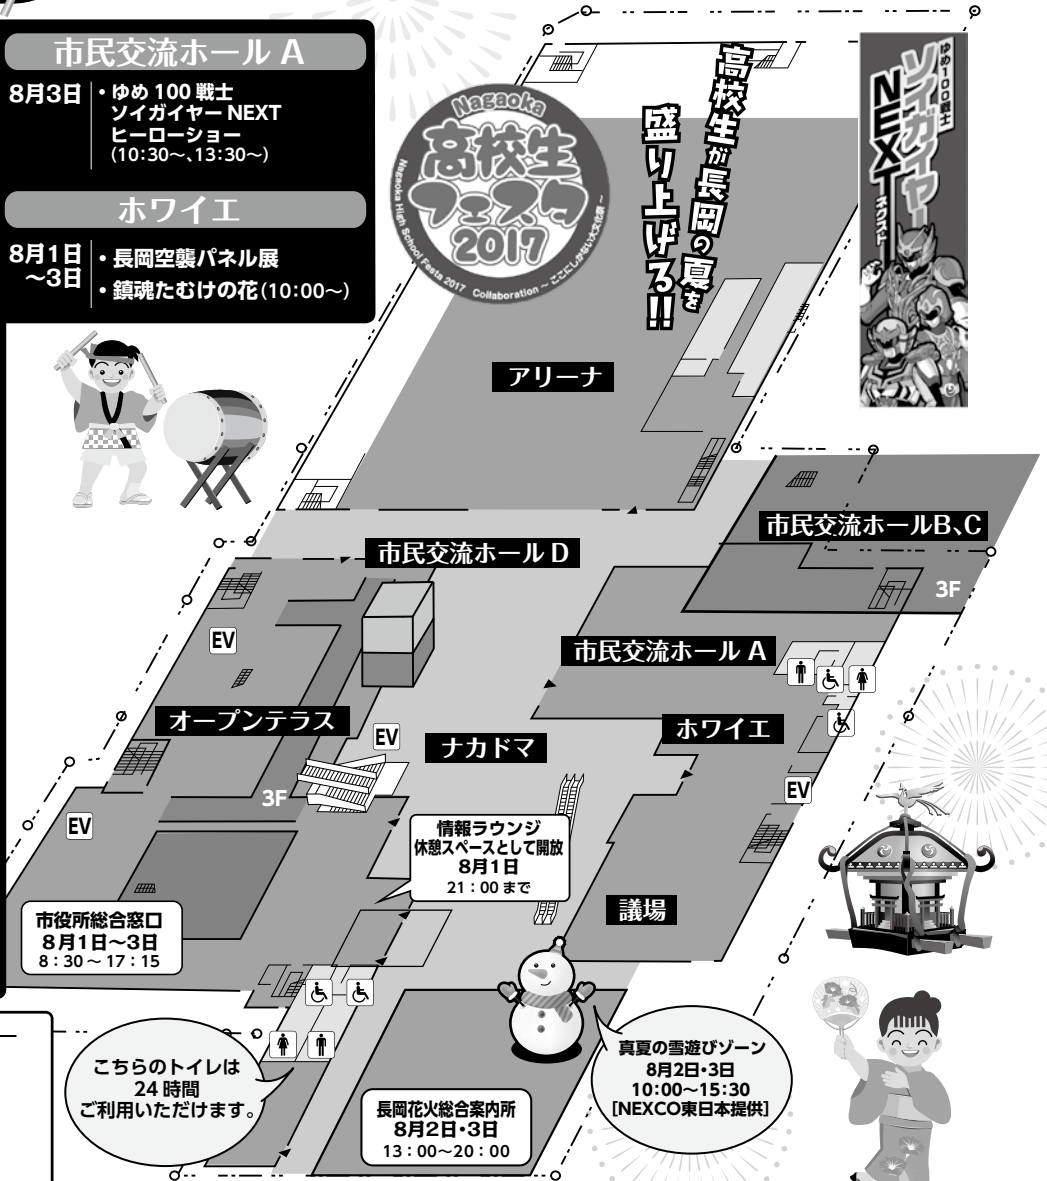 市民交流ホール A
8月3日
・ゆめ 100 戦士
ソイガイヤー NEXT
ヒーローショー
(10:30～、13:30～)
ホワイエ
8月1日
～3日
・長岡空襲パネル展
・鎮魂たむけの花(10:00～)
Nagaoka
高校生
フェスタ
2017
Nagaoka High School Festa 2017 Collaboration ～ここにしかない大文化祭～
高校生が長岡の夏を
盛り上げろ!!
ゆめ100戦士
ソイガイヤー
NEXT
ネクスト
アリーナ
市民交流ホールB、C
市民交流ホール D
3F
EV
市民交流ホール A
オープンテラス
ホワイエ
EV
ナカドマ
EV
3F
EV
情報ラウンジ
休憩スペースとして開放
8月1日
21：00 まで
議場
市役所総合窓口
8月1日～3日
8：30 ～ 17：15
こちらのトイレは
24 時間
ご利用いただけます。
真夏の雪遊びゾーン
8月2日・3日
10:00～15:30
[NEXCO東日本提供]
長岡花火総合案内所
8月2日・3日
13：00～20：00